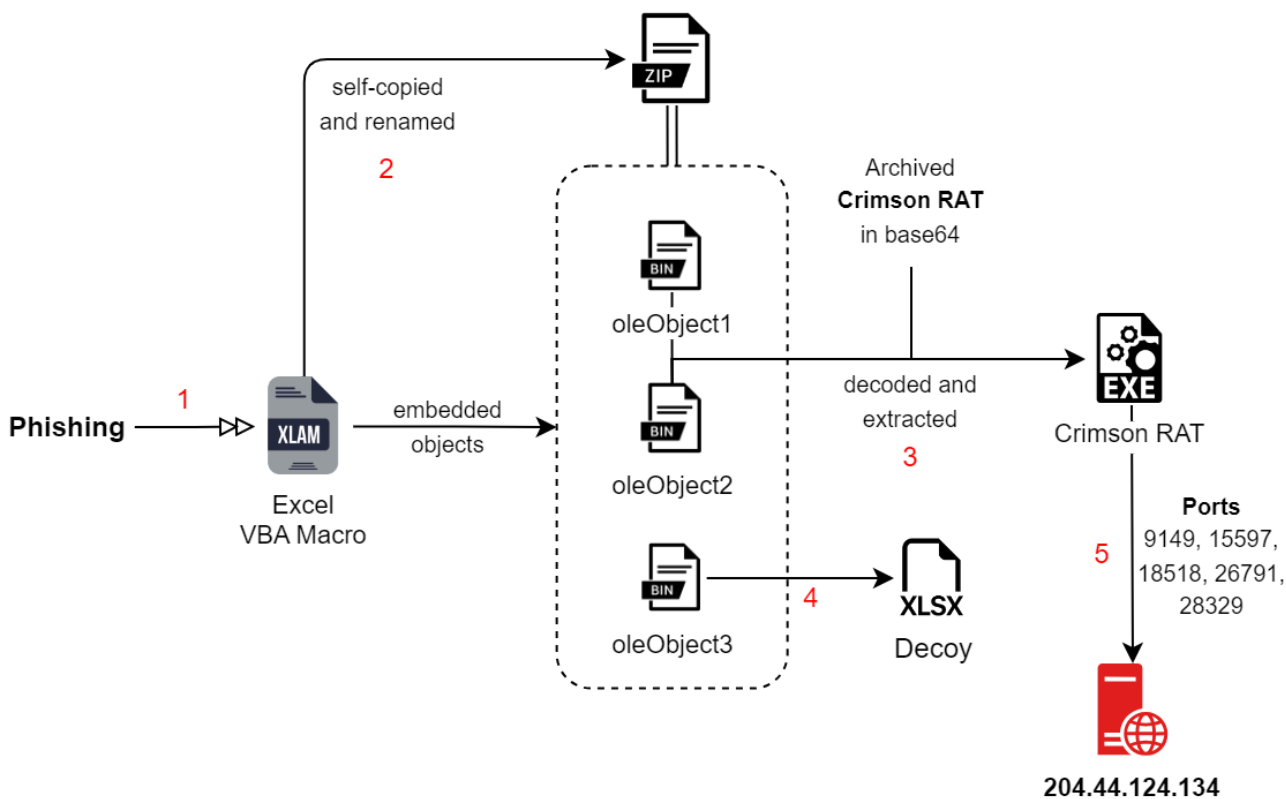 ZIP
self-copied
and renamed
2
Archived
Crimson RAT
in base64
BIN
oleObject1
1
Phishing
XLAM
embedded
objects
Excel
VBA Macro
BIN
oleObject2
decoded and
extracted
3
EXE
Crimson RAT
Ports
9149, 15597,
18518, 26791,
28329
5
BIN
oleObject3
4
XLSX
Decoy
204.44.124.134